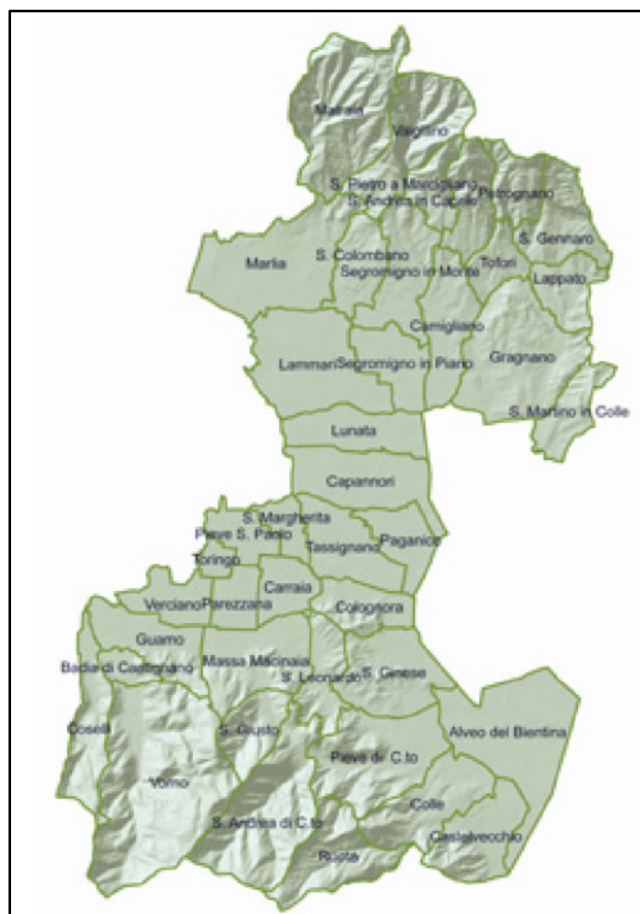 Matraia
Valgiano
S. Pietro a Marcigliano
S. Andrea in Caprile
Petrognano
S. Gennaro
S. Colombano
Marlia
Segromigno in Monte
Tofori
Lappato
Camigliano
Gragnano
Lammari
Segromigno in Piano
S. Martino in Colle
Lunata
Capannori
S. Margherita
Pieve S. Paolo
Paganico
Tassignano
Toringo
Carraia
Verciano
Parezzana
Colognora
Guamo
Badia di Cantignano
Massa Macinaia
S. Leonardo
S. Ginese
Coselli
S. Giusto
Alveo del Bientina
Pieve di C.to
Vorno
Colle
S. Andrea di C.to
Castelvecchio
Ruota